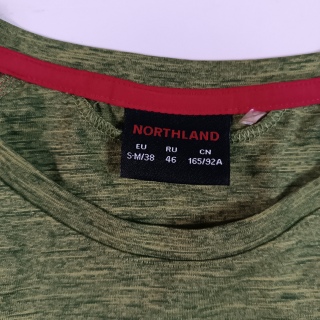 NORTHLAND
EU RU CN
S-M/38 46 165/92A